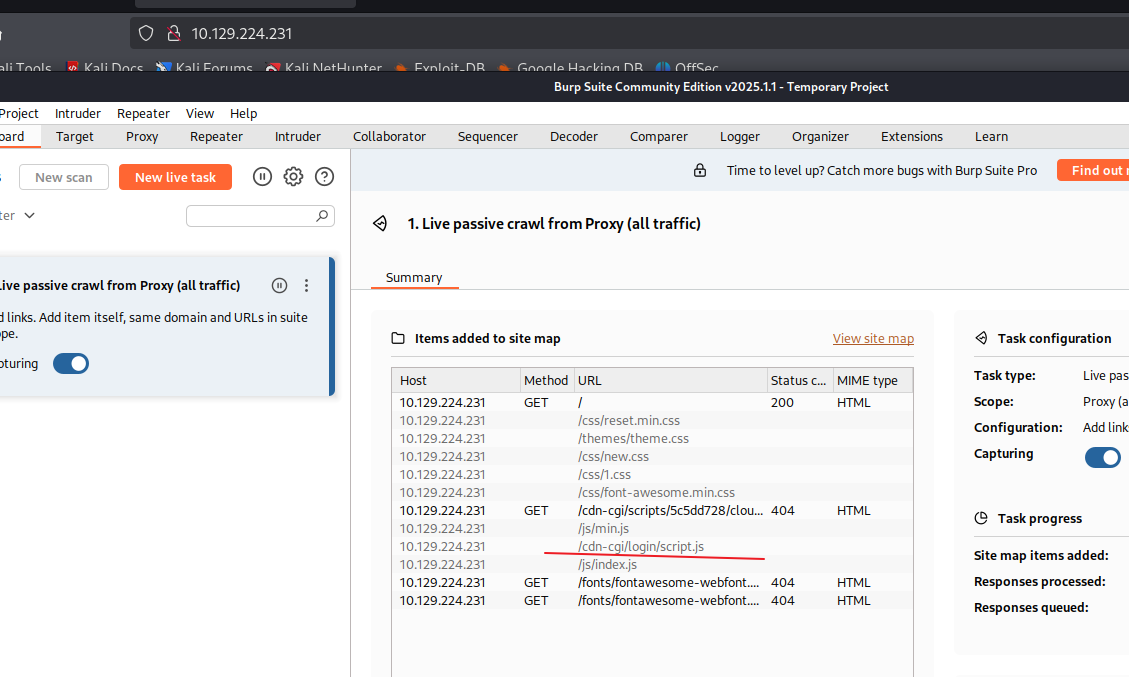 10.129.224.231
ali Tools Kali Docs Kali Forums Kali NetHunter Exploit-DB Google Hacking DB OffSec
Burp Suite Community Edition v2025.1.1 - Temporary Project
Project Intruder Repeater View Help
oard Target Proxy Repeater Intruder Collaborator Sequencer Decoder Comparer Logger Organizer Extensions Learn
s New scan New live task
Time to level up? Catch more bugs with Burp Suite Pro Find out
ter
1. Live passive crawl from Proxy (all traffic)
Summary
Live passive crawl from Proxy (all traffic)
d links. Add item itself, same domain and URLs in suite
ope.
pturing
Items added to site map View site map
Host Method URL Status c... MIME type
10.129.224.231 GET / 200 HTML
10.129.224.231 /css/reset.min.css
10.129.224.231 /themes/theme.css
10.129.224.231 /css/new.css
10.129.224.231 /css/1.css
10.129.224.231 /css/font-awesome.min.css
10.129.224.231 GET /cdn-cgi/scripts/5c5dd728/clou... 404 HTML
10.129.224.231 /js/min.js
10.129.224.231 /cdn-cgi/login/script.js
10.129.224.231 /js/index.js
10.129.224.231 GET /fonts/fontawesome-webfont.... 404 HTML
10.129.224.231 GET /fonts/fontawesome-webfont.... 404 HTML
Task configuration
Task type: Live pas
Scope: Proxy (a
Configuration: Add link
Capturing
Task progress
Site map items added:
Responses processed:
Responses queued: